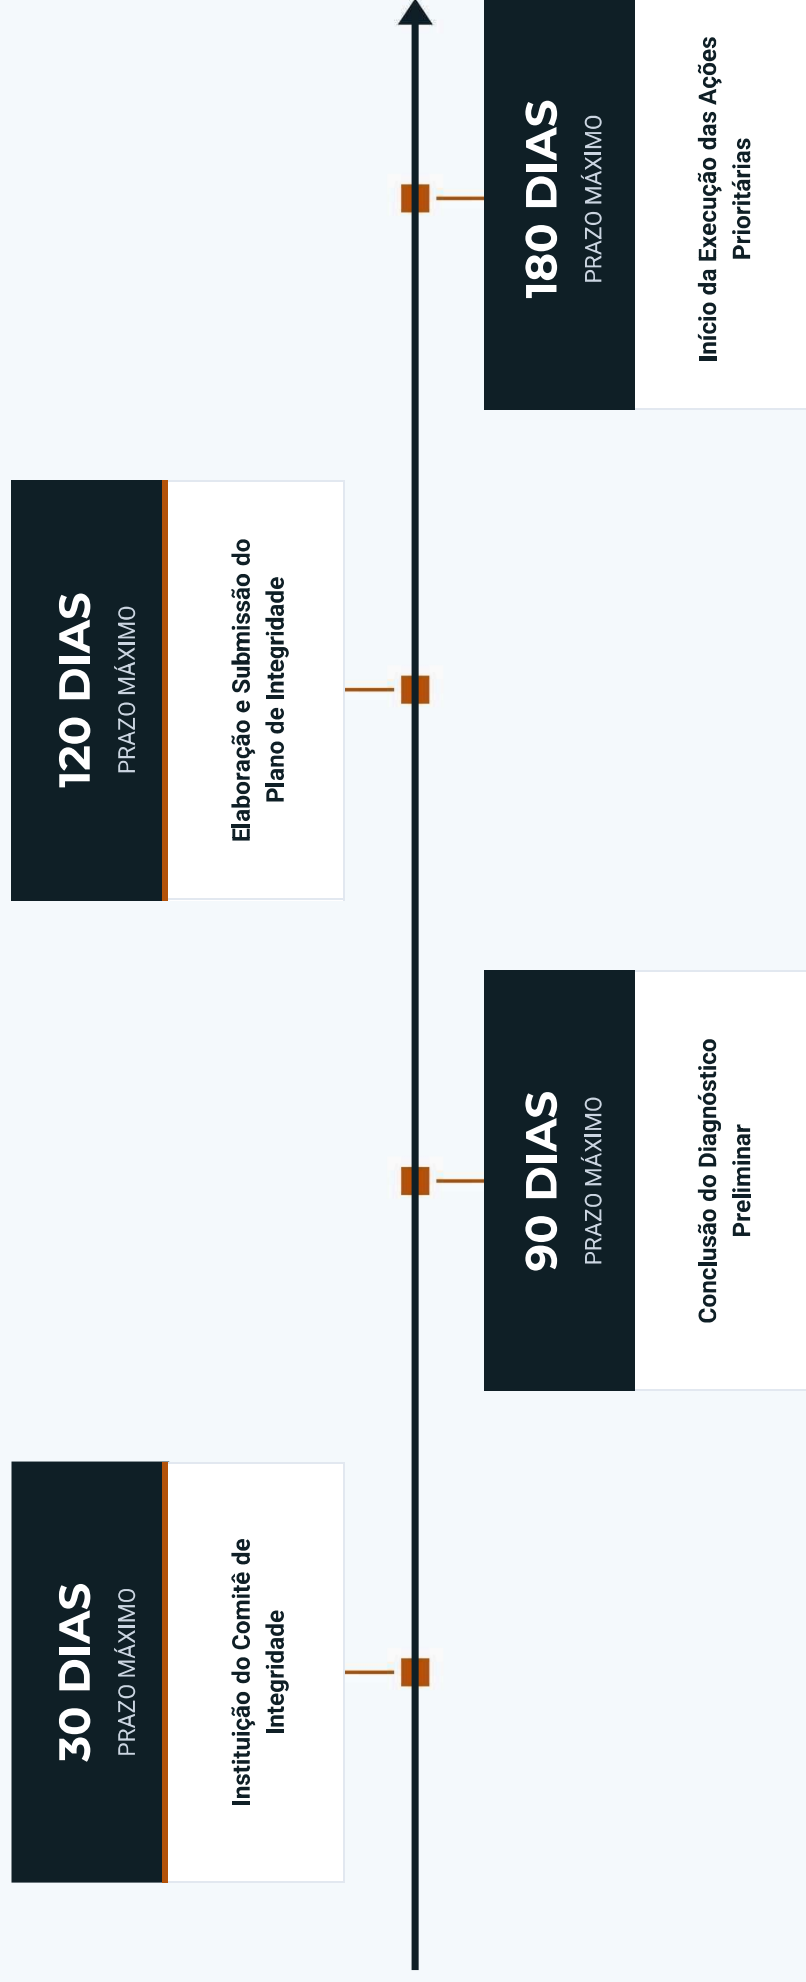 30 DIAS
PRAZO MÁXIMO
Instituição do Comitê de
Integridade
90 DIAS
PRAZO MÁXIMO
Conclusão do Diagnóstico
Preliminar
120 DIAS
PRAZO MÁXIMO
Elaboração e Submissão do
Plano de Integridade
180 DIAS
PRAZO MÁXIMO
Início da Execução das Ações
Prioritárias